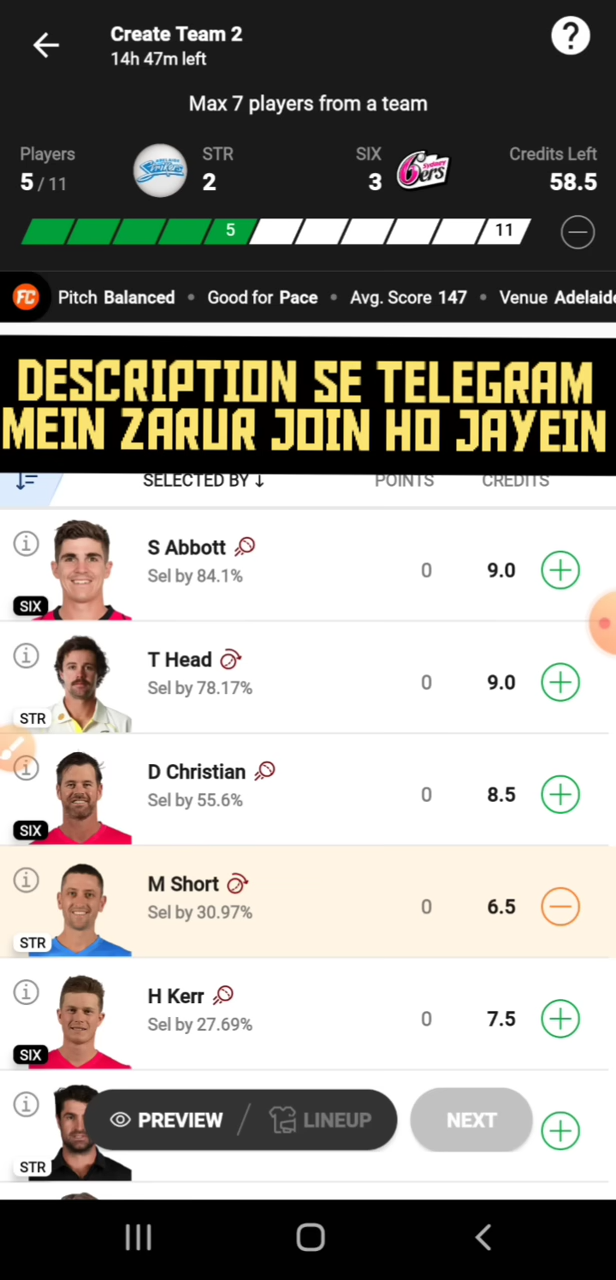 Create Team 2
14h 47m left
?
Max 7 players from a team
Players
5 / 11
STR
2
SIX
3
Sydney
6ers
Credits Left
58.5
5
11
FC
Pitch Balanced • Good for Pace • Avg. Score 147 • Venue Adelaide
DESCRIPTION SE TELEGRAM
MEIN ZARUR JOIN HO JAYEIN
SELECTED BY ↓ POINTS CREDITS
S Abbott
Sel by 84.1%
0 9.0
SIX
T Head
Sel by 78.17%
0 9.0
STR
D Christian
Sel by 55.6%
0 8.5
SIX
M Short
Sel by 30.97%
0 6.5
STR
H Kerr
Sel by 27.69%
0 7.5
SIX
PREVIEW / LINEUP
NEXT
STR